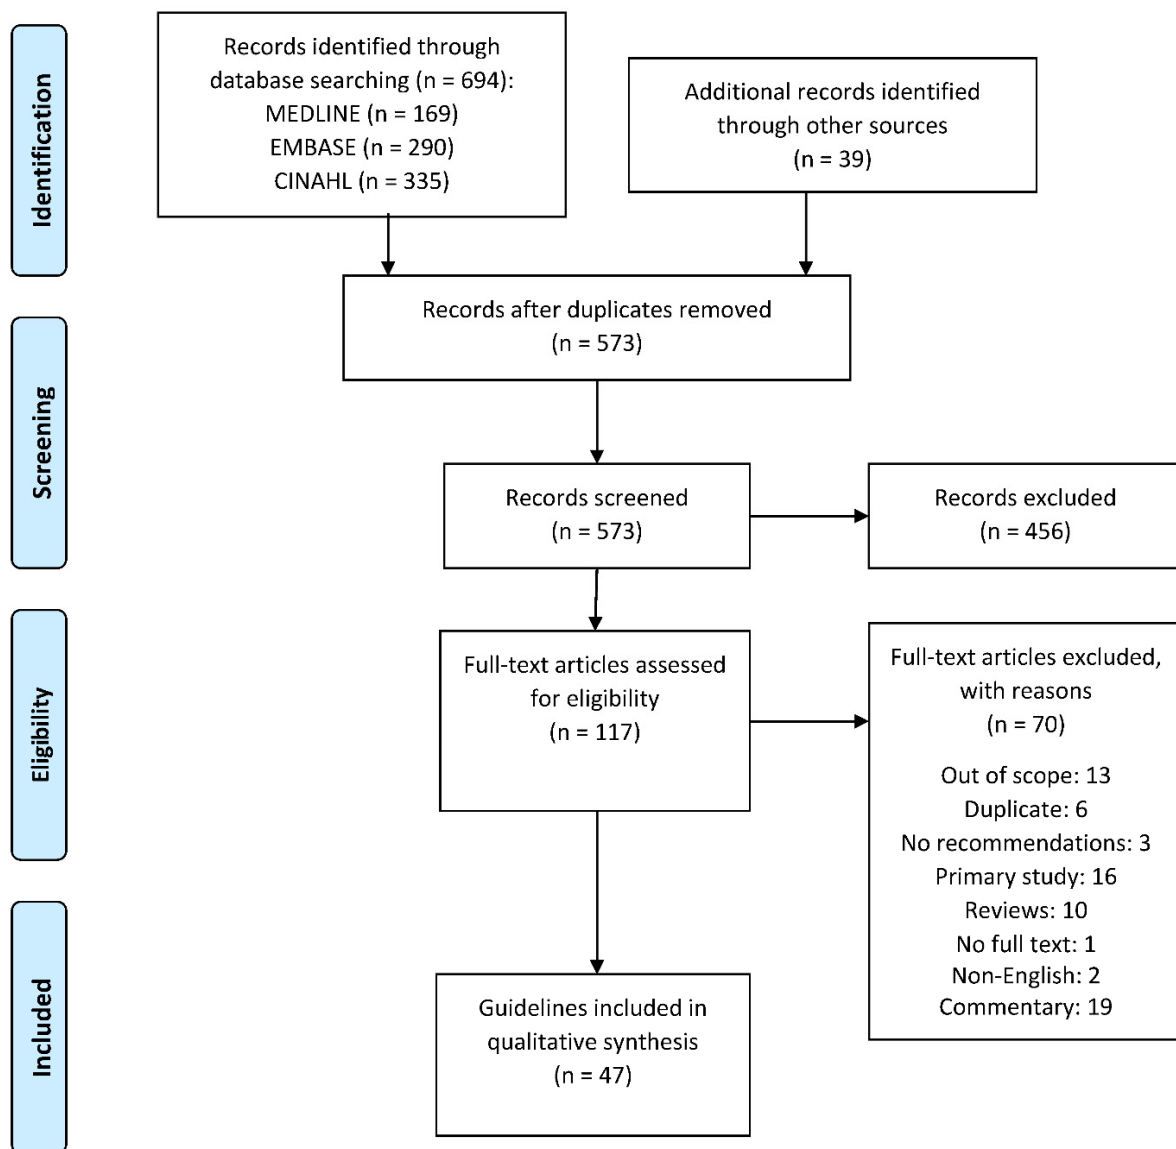 Identification
Records identified through
database searching (n = 694):
MEDLINE (n = 169)
EMBASE (n = 290)
CINAHL (n = 335)
Additional records identified
through other sources
(n = 39)
Records after duplicates removed
(n = 573)
Screening
Records screened
(n = 573)
Records excluded
(n = 456)
Eligibility
Full-text articles assessed
for eligibility
(n = 117)
Full-text articles excluded,
with reasons
(n = 70)
Out of scope: 13
Duplicate: 6
No recommendations: 3
Primary study: 16
Reviews: 10
No full text: 1
Non-English: 2
Commentary: 19
Included
Guidelines included in
qualitative synthesis
(n = 47)